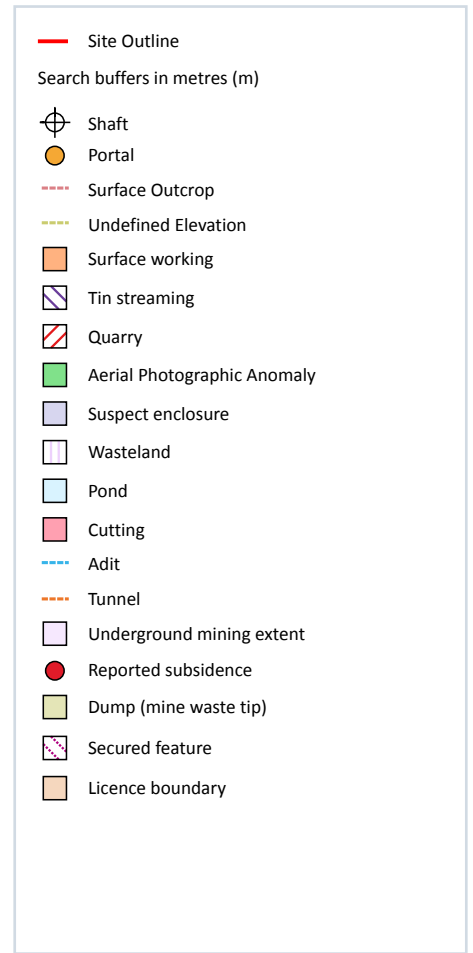 Site Outline
Search buffers in metres (m)
Shaft
Portal
Surface Outcrop
Undefined Elevation
Surface working
Tin streaming
Quarry
Aerial Photographic Anomaly
Suspect enclosure
Wasteland
Pond
Cutting
Adit
Tunnel
Underground mining extent
Reported subsidence
Dump (mine waste tip)
Secured feature
Licence boundary